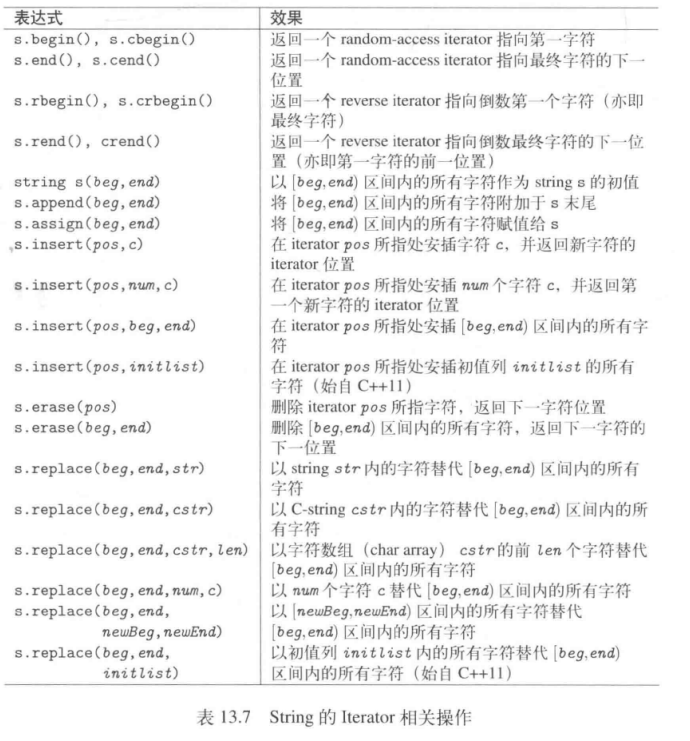 表达式 效果
s.begin(), s.cbegin() 返回一个 random-access iterator 指向第一字符
s.end(), s.cend() 返回一个 random-access iterator 指向最终字符的下一
位置
s.rbegin(), s.crbegin() 返回一个 reverse iterator 指向倒数第一个字符（亦即
最终字符）
s.rend(), crend() 返回一个 reverse iterator 指向倒数最终字符的下一位
置（亦即第一字符的前一位置）
string s(beg,end) 以 [beg,end) 区间内的所有字符作为 string s 的初值
s.append(beg,end) 将 [beg,end) 区间内的所有字符附加于 s 末尾
s.assign(beg,end) 将 [beg,end) 区间内的所有字符赋值给 s
s.insert(pos,c) 在 iterator pos 所指处安插字符 c，并返回新字符的
iterator 位置
s.insert(pos,num,c) 在 iterator pos 所指处安插 num 个字符 c，并返回第
一个新字符的 iterator 位置
s.insert(pos,beg,end) 在 iterator pos 所指处安插 [beg,end) 区间内的所有字
符
s.insert(pos,initlist) 在 iterator pos 所指处安插初值列 initlist 的所有
字符（始自 C++11）
s.erase(pos) 删除 iterator pos 所指字符，返回下一字符位置
s.erase(beg,end) 删除 [beg,end) 区间内的所有字符，返回下一字符的
下一位置
s.replace(beg,end,str) 以 string str 内的字符替代 [beg,end) 区间内的所有
字符
s.replace(beg,end,cstr) 以 C-string cstr 内的字符替代 [beg,end) 区间内的所
有字符
s.replace(beg,end,cstr,len) 以字符数组（char array） cstr 的前 len 个字符替代
[beg,end) 区间内的所有字符
s.replace(beg,end,num,c) 以 num 个字符 c 替代 [beg,end) 区间内的所有字符
s.replace(beg,end, 以 [newBeg,newEnd) 区间内的所有字符替代
newBeg,newEnd) [beg,end) 区间内的所有字符
s.replace(beg,end, 以初值列 initlist 内的所有字符替代 [beg,end)
initlist) 区间内的所有字符（始自 C++11）
表 13.7 String 的 Iterator 相关操作